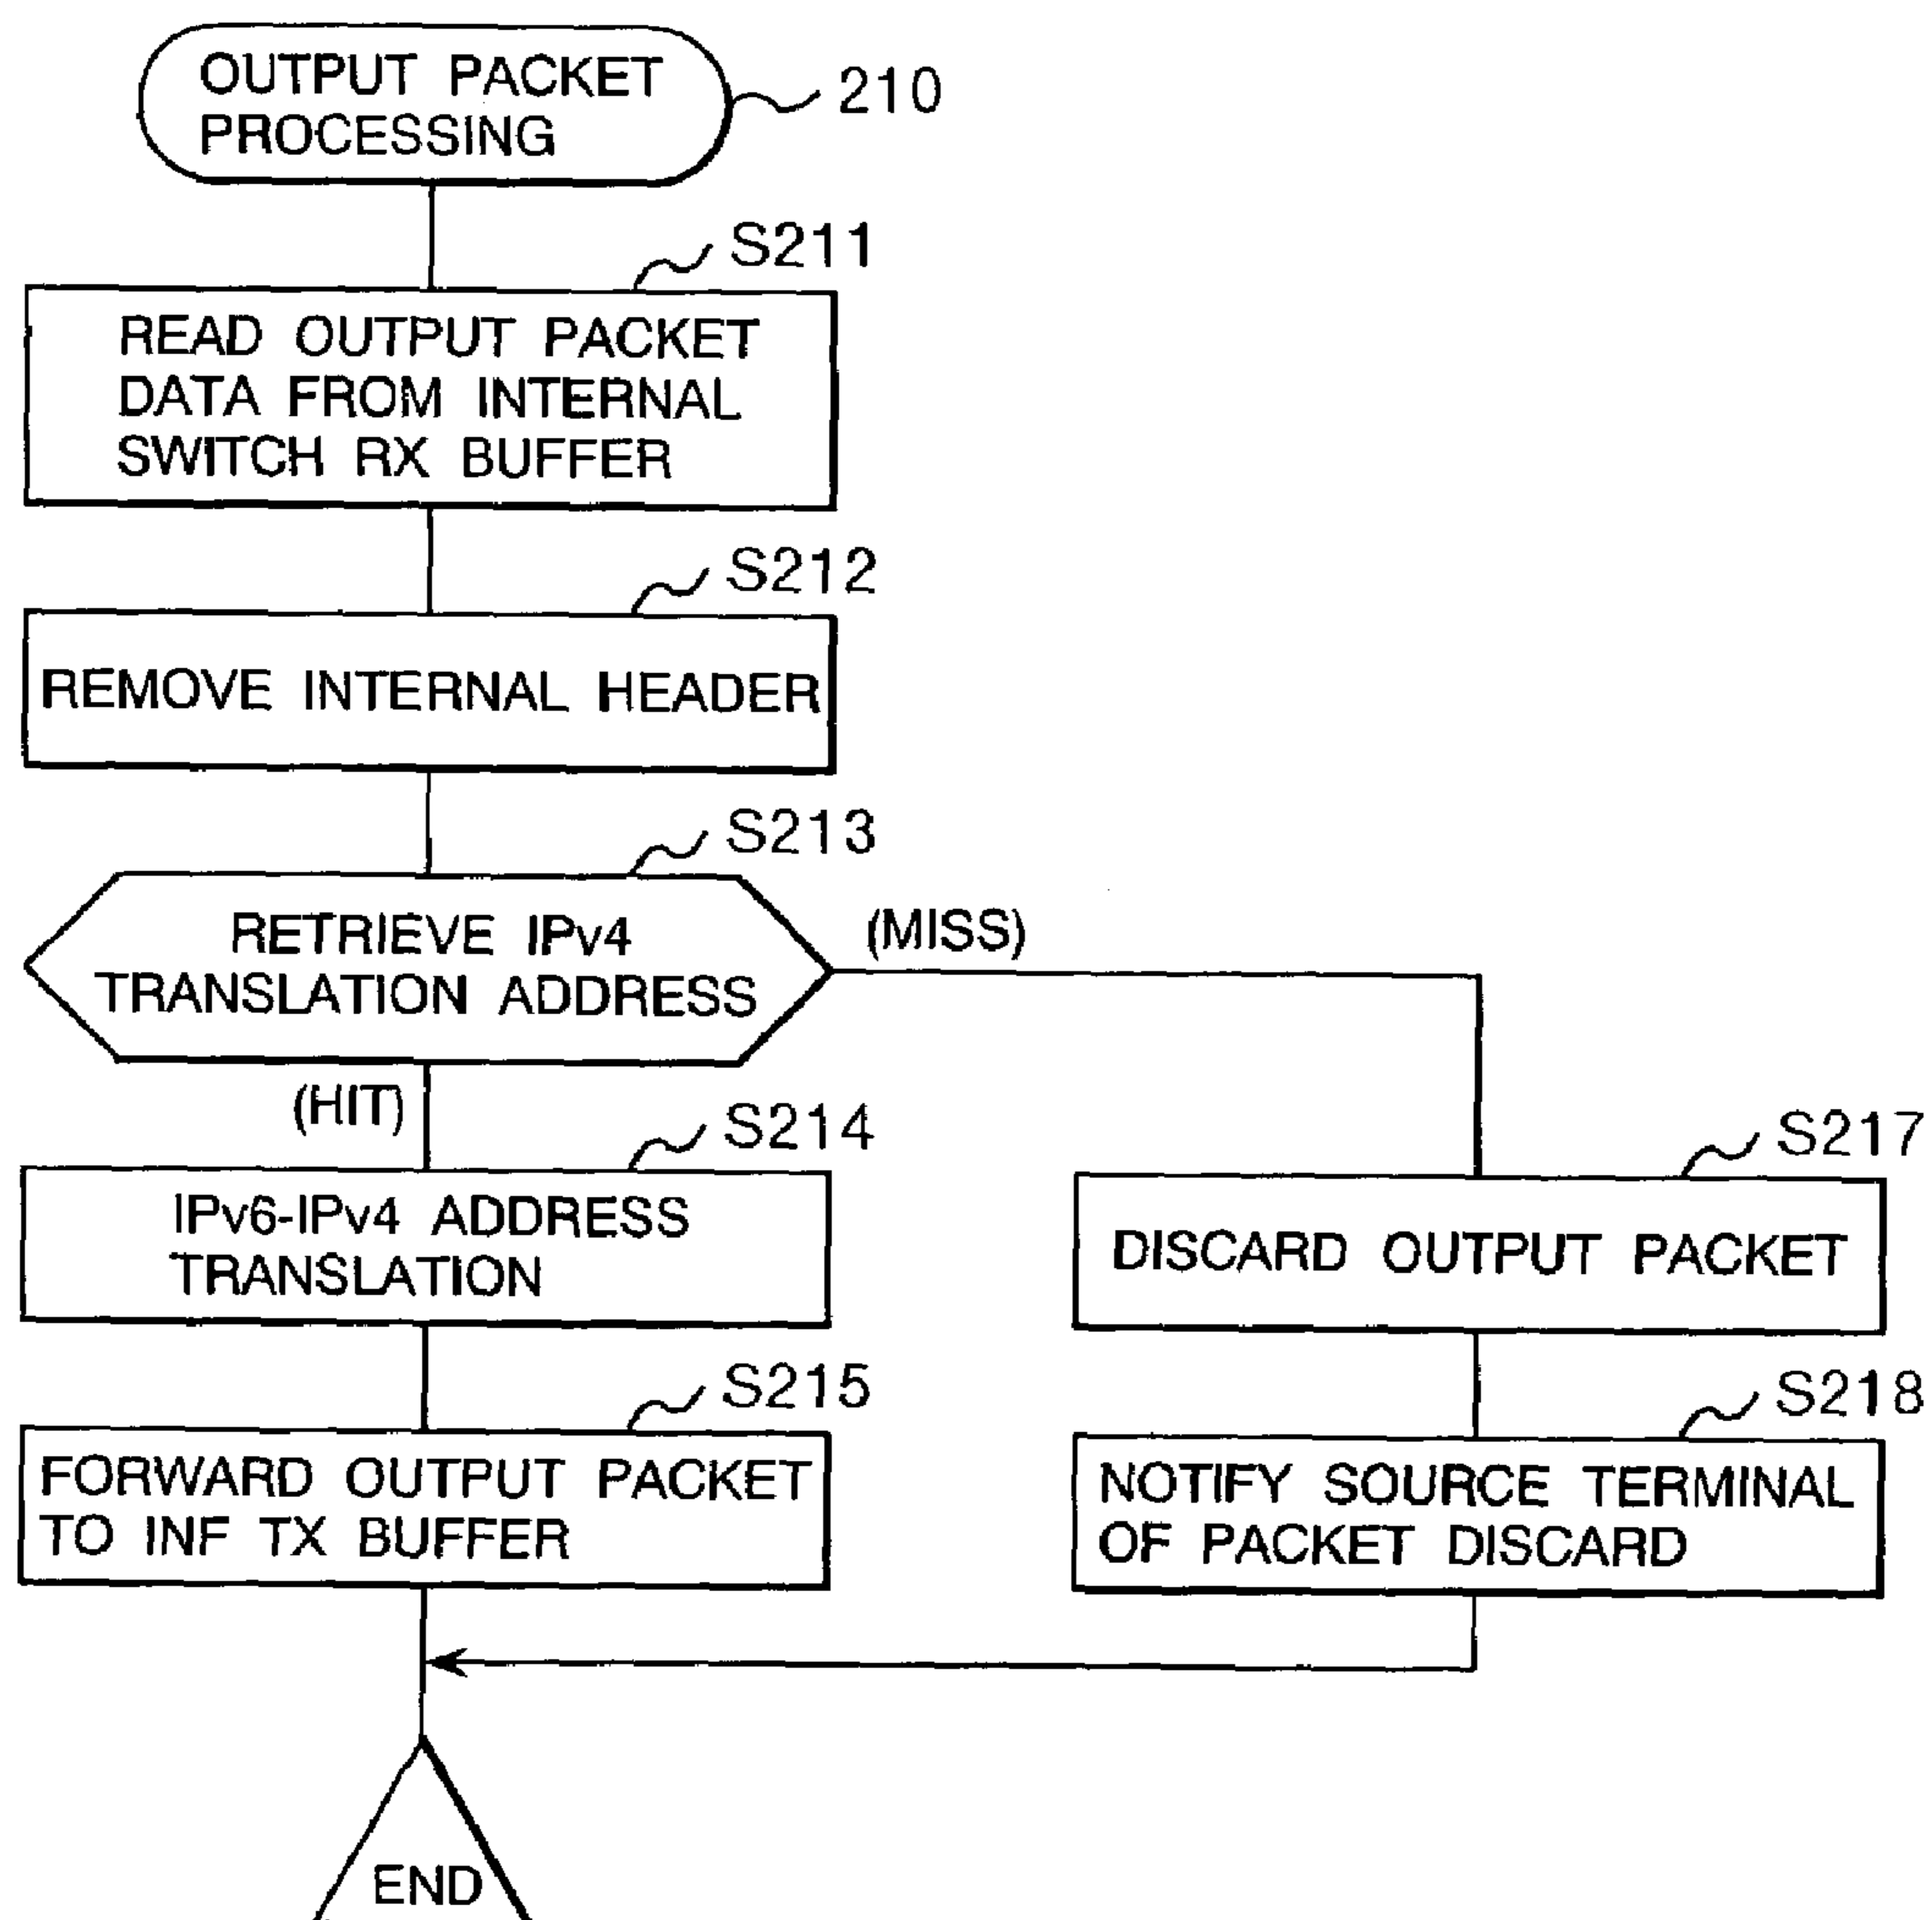 OUTPUT PACKET
PROCESSING
210
S211
READ OUTPUT PACKET
DATA FROM INTERNAL
SWITCH RX BUFFER
S212
REMOVE INTERNAL HEADER
S213
RETRIEVE IPv4
TRANSLATION ADDRESS
(MISS)
(HIT)
S214
IPv6-IPv4 ADDRESS
TRANSLATION
S215
FORWARD OUTPUT PACKET
TO INF TX BUFFER
S217
DISCARD OUTPUT PACKET
S218
NOTIFY SOURCE TERMINAL
OF PACKET DISCARD
END